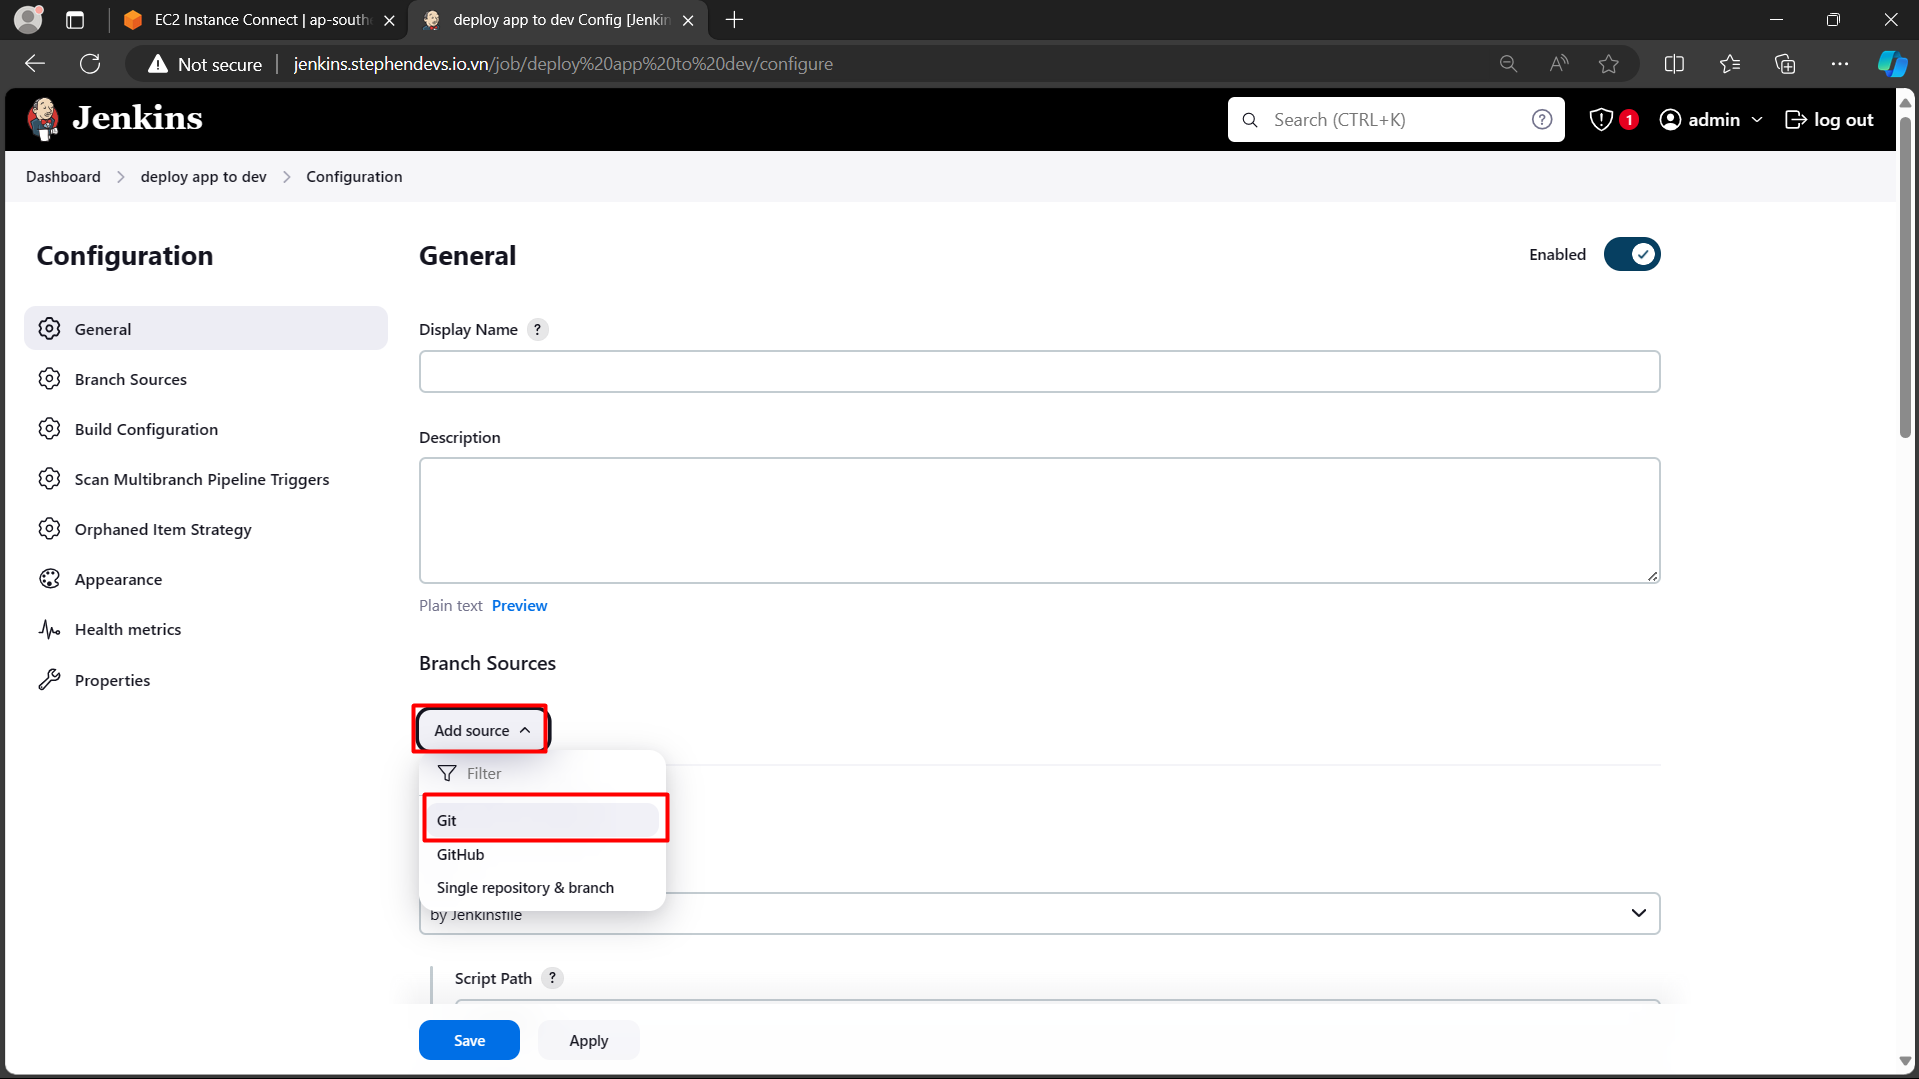 EC2 Instance Connect | ap-southe
deploy app to dev Config [Jenkin
Not secure
jenkins.stephendevs.io.vn/job/deploy%20app%20to%20dev/configure
Jenkins
Search (CTRL+K)
?
1
admin
log out
Dashboard
deploy app to dev
Configuration
Configuration
General
Branch Sources
Build Configuration
Scan Multibranch Pipeline Triggers
Orphaned Item Strategy
Appearance
Health metrics
Properties
General
Enabled
Display Name ?
Description
Plain text Preview
Branch Sources
Add source
Filter
Git
GitHub
Single repository & branch
by Jenkinsfile
Script Path ?
Save
Apply